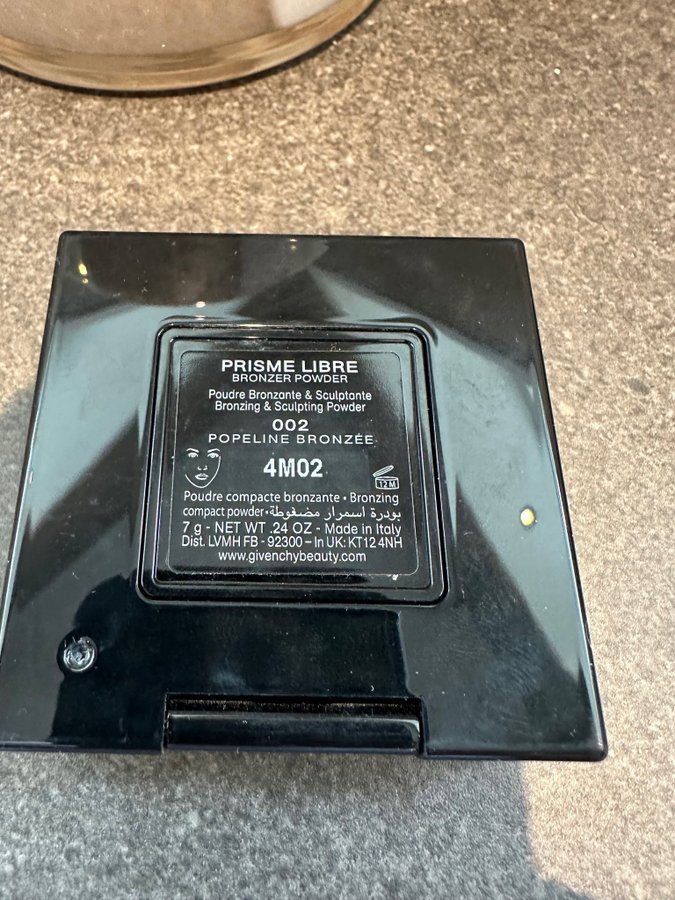 PRISME LIBRE
BRONZER POWDER
Poudre Bronzante & Sculptante
Bronzing & Sculpting Powder
002
POPELINE BRONZÉE
4M02
12M
Poudre compacte bronzante • Bronzing
compact powder • بودرة اسمرار مضغوطة
7 g - NET WT .24 OZ - Made in Italy
Dist. LVMH FB - 92300 – In UK: KT12 4NH
www.givenchybeauty.com